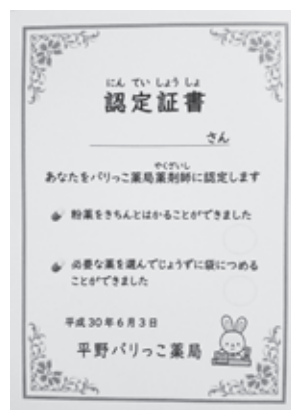 にん てい しょう しょ
認定証書
さん
やくざいし
あなたをパリっこ薬局薬剤師に認定します
粉薬をきちんとはかることができました
必要な薬を選んでじょうずに袋につめる
ことができました
平成30年6月3日
平野パリっこ薬局